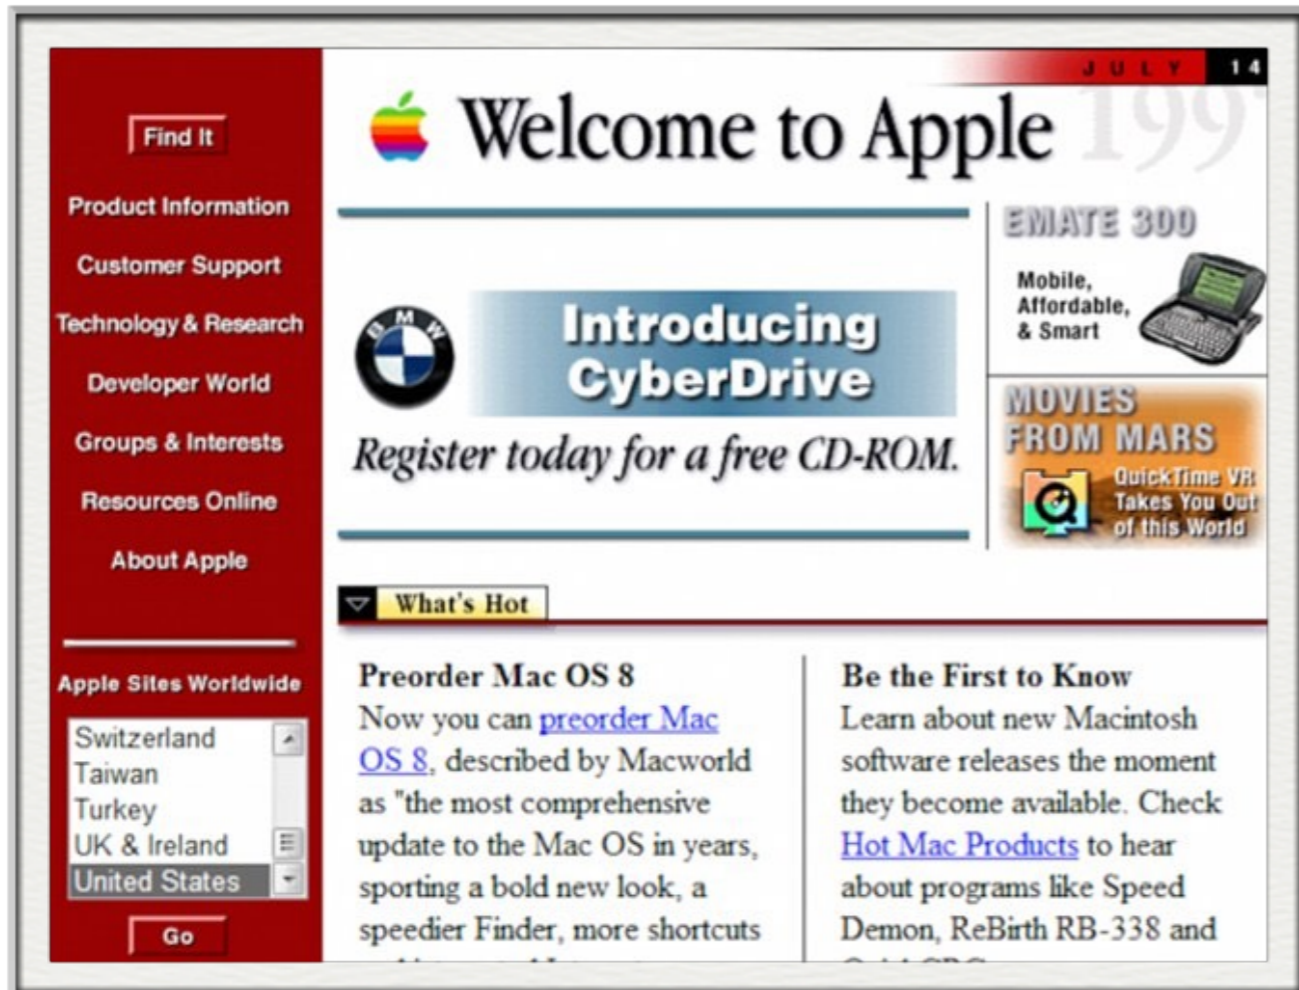 JULY 14
Welcome to Apple
199
Find It
Product Information
Customer Support
Technology & Research
Developer World
Groups & Interests
Resources Online
About Apple
Apple Sites Worldwide
Switzerland
Taiwan
Turkey
UK & Ireland
United States
Go
BMW
Introducing
CyberDrive
Register today for a free CD-ROM.
EMATE 300
Mobile,
Affordable,
& Smart
MOVIES
FROM MARS
QuickTime VR
Takes You Out
of this World
What's Hot
Preorder Mac OS 8
Now you can preorder Mac
OS 8, described by Macworld
as "the most comprehensive
update to the Mac OS in years,
sporting a bold new look, a
speedier Finder, more shortcuts
Be the First to Know
Learn about new Macintosh
software releases the moment
they become available. Check
Hot Mac Products to hear
about programs like Speed
Demon, ReBirth RB-338 and